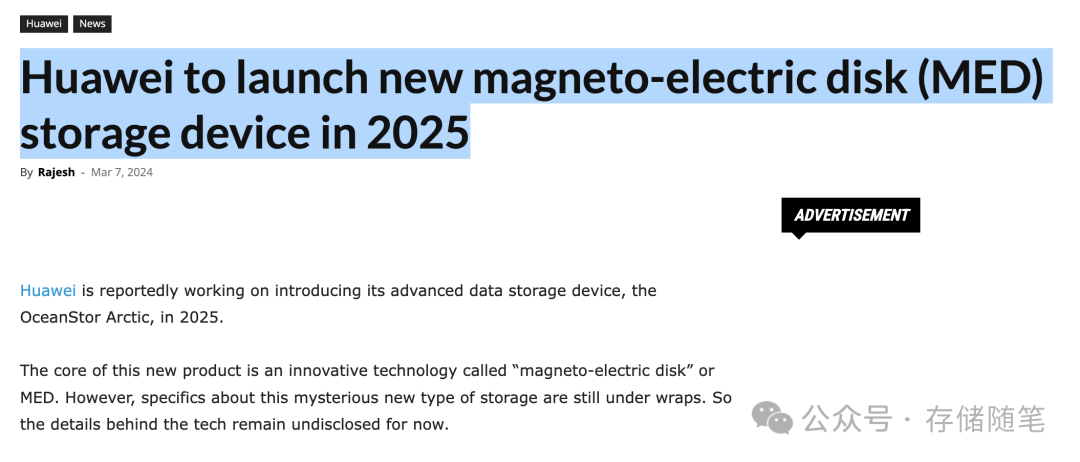 Huawei News
Huawei to launch new magneto-electric disk (MED)
storage device in 2025
By Rajesh - Mar 7, 2024
ADVERTISEMENT
Huawei is reportedly working on introducing its advanced data storage device, the
OceanStor Arctic, in 2025.
The core of this new product is an innovative technology called “magneto-electric disk” or
MED. However, specifics about this mysterious new type of storage are still under wraps. So
the details behind the tech remain undisclosed for now.
公众号 · 存储随笔